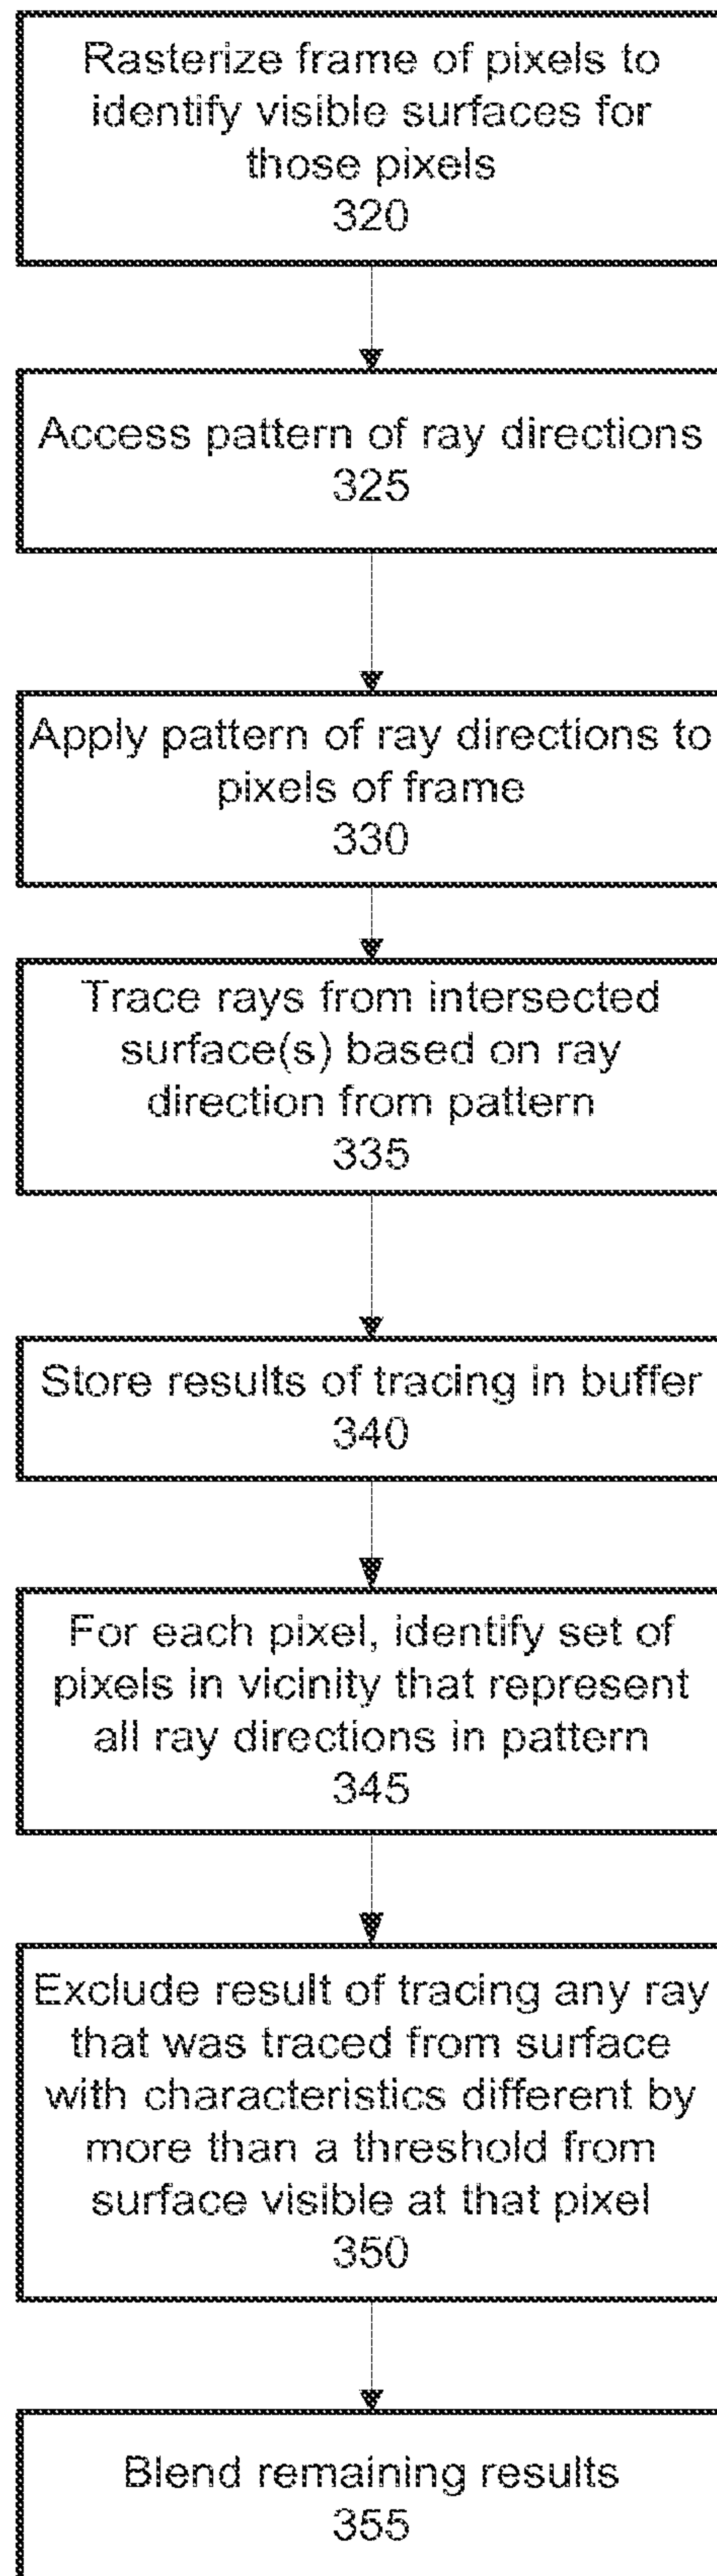 Rasterize frame of pixels to
identify visible surfaces for
those pixels
320
Access pattern of ray directions
325
Apply pattern of ray directions to
pixels of frame
330
Trace rays from intersected
surface(s) based on ray
direction from pattern
335
Store results of tracing in buffer
340
For each pixel, identify set of
pixels in vicinity that represent
all ray directions in pattern
345
Exclude result of tracing any ray
that was traced from surface
with characteristics different by
more than a threshold from
surface visible at that pixel
350
Blend remaining results
355